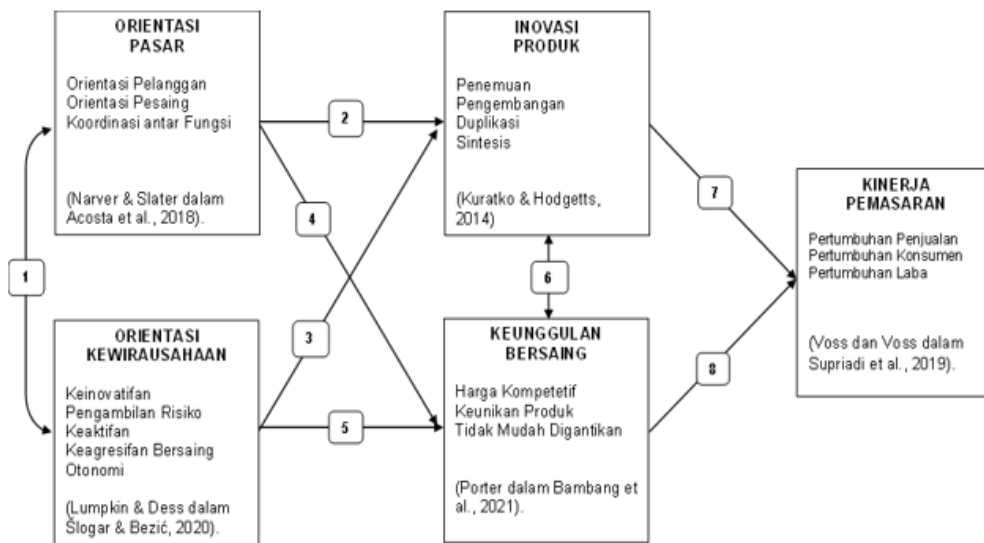 ORIENTASI
PASAR
Orientasi Pelanggan
Orientasi Pesaing
Koordinasi antar Fungsi
(Narver & Slater dalam
Acosta et al., 2018).
INOVASI
PRODUK
Penemuan
Pengembangan
Duplikasi
Sintesis
(Kuratko & Hodgetts,
2014)
2
4
7
1
3
6
KINERJA
PEMASARAN
Pertumbuhan Penjualan
Pertumbuhan Konsumen
Pertumbuhan Laba
(Voss dan Voss dalam
Supriadi et al., 2019).
ORIENTASI
KEWIRAUSAHAAN
Keinovatifan
Pengambilan Risiko
Keaktifan
Keagresifan Bersaing
Otonomi
(Lumpkin & Dess dalam
Šlogar & Bezić, 2020).
5
KEUNGGULAN
BERSAING
Harga Kompetetif
Keunikan Produk
Tidak Mudah Digantikan
(Porter dalam Bambang et
al., 2021).
8